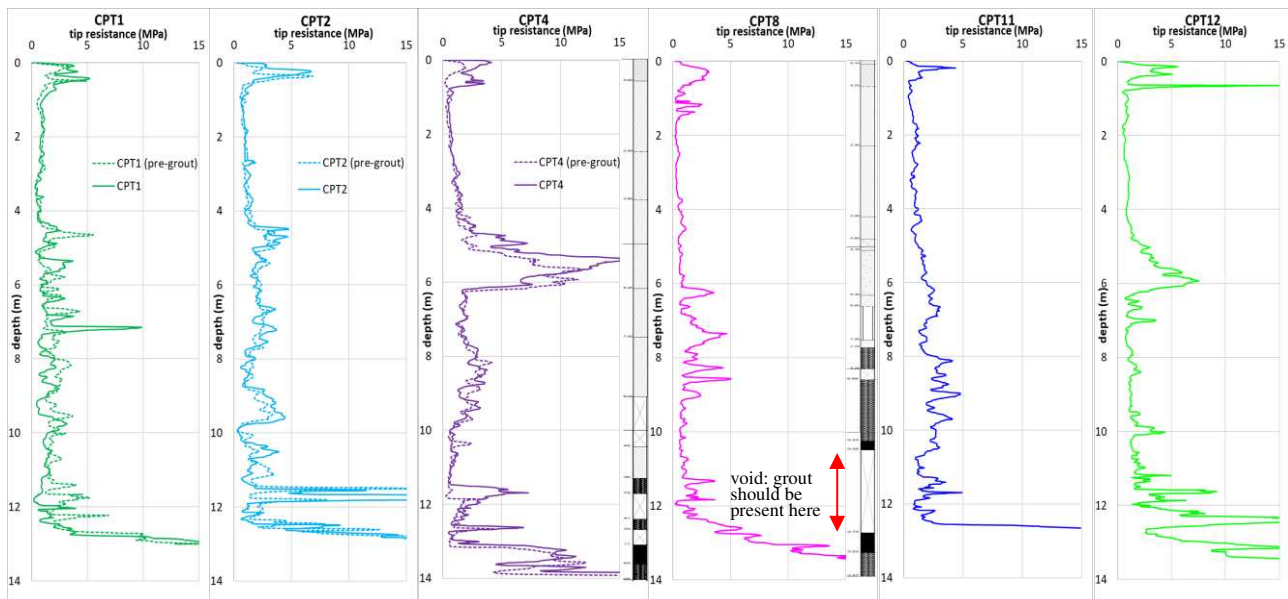 CPT1
tip resistance (MPa)
0 5 10 15
0
2
4
6
8
10
12
14
depth (m)
CPT1 (pre-grout)
CPT1
CPT2
tip resistance (MPa)
0 5 10 15
0
2
4
6
8
10
12
14
depth (m)
CPT2 (pre-grout)
CPT2
CPT4
tip resistance (MPa)
0 5 10 15
0
2
4
6
8
10
12
14
depth (m)
CPT4 (pre-grout)
CPT4
CPT8
tip resistance (MPa)
0 5 10 15
0
2
4
6
8
10
12
14
depth (m)
void: grout
should be
present here
CPT11
tip resistance (MPa)
0 5 10 15
0
2
4
6
8
10
12
14
depth (m)
CPT12
tip resistance (MPa)
0 5 10 15
0
2
4
6
8
10
12
14
depth (m)